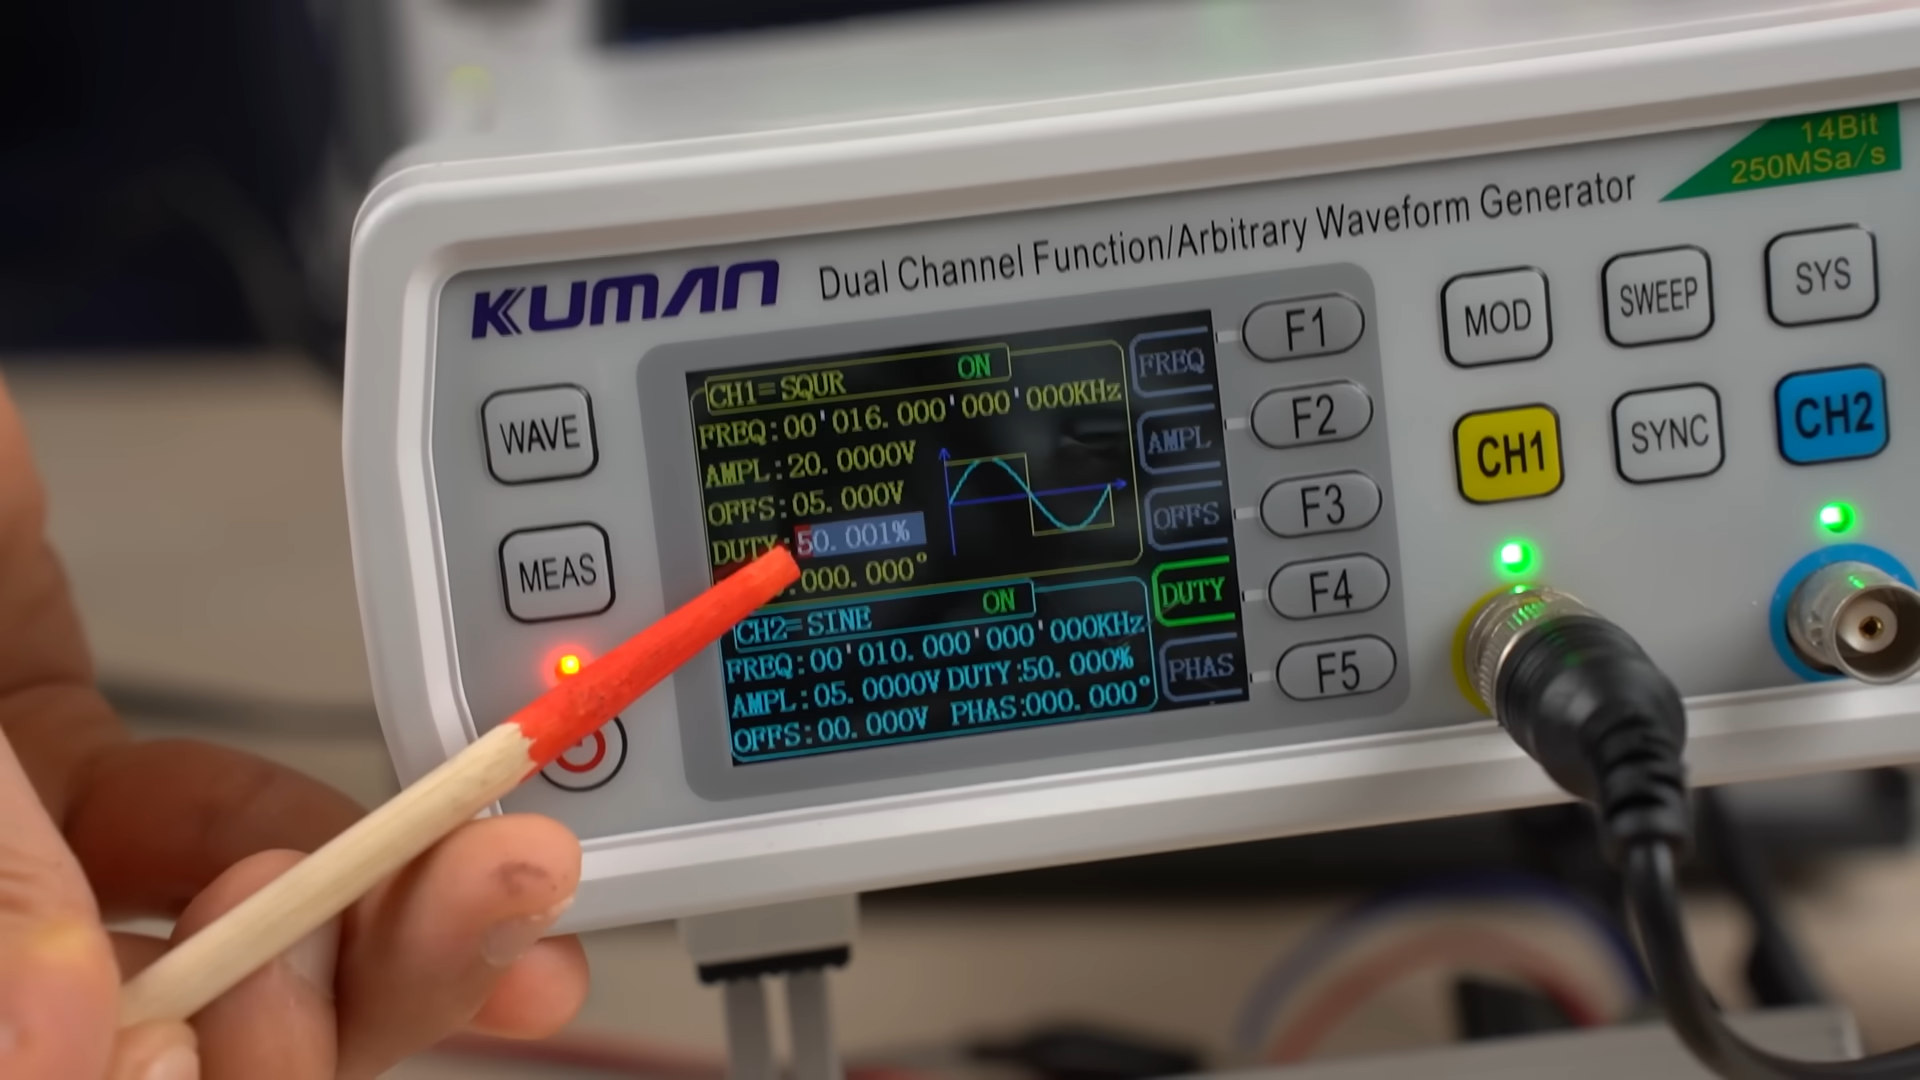 14Bit
250MSa/s
KUMAN Dual Channel Function/Arbitrary Waveform Generator
WAVE
MEAS
CH1=SQUR ON
FREQ:00'016.000'000'000KHz
AMPL:20.0000V
OFFS:05.000V
DUTY:50.001%
000.000°
CH2=SINE ON
FREQ:00'010.000'000'000KHz
AMPL:05.0000V DUTY:50.000%
OFFS:00.000V PHAS:000.000°
FREQ
AMPL
OFFS
DUTY
PHAS
F1
F2
F3
F4
F5
MOD SWEEP SYS
CH1 SYNC CH2